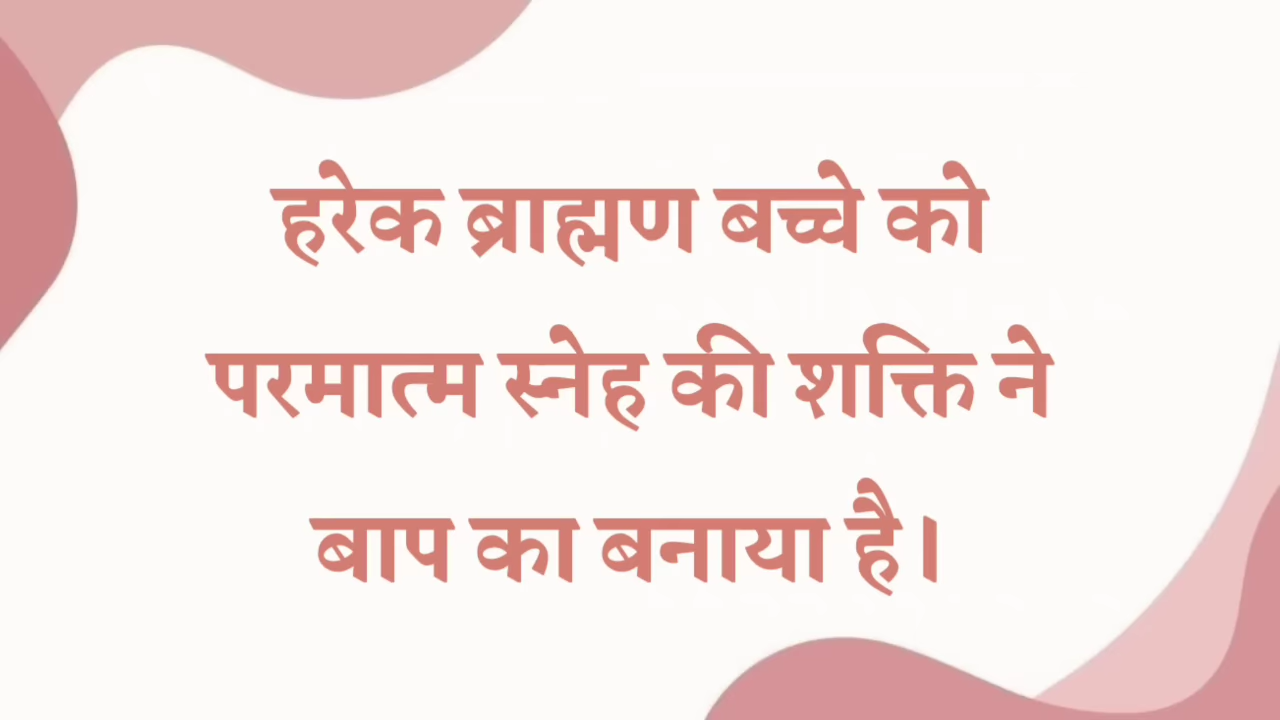 हरेक ब्राह्मण बच्चे को
परमात्म स्नेह की शक्ति ने
बाप का बनाया है।